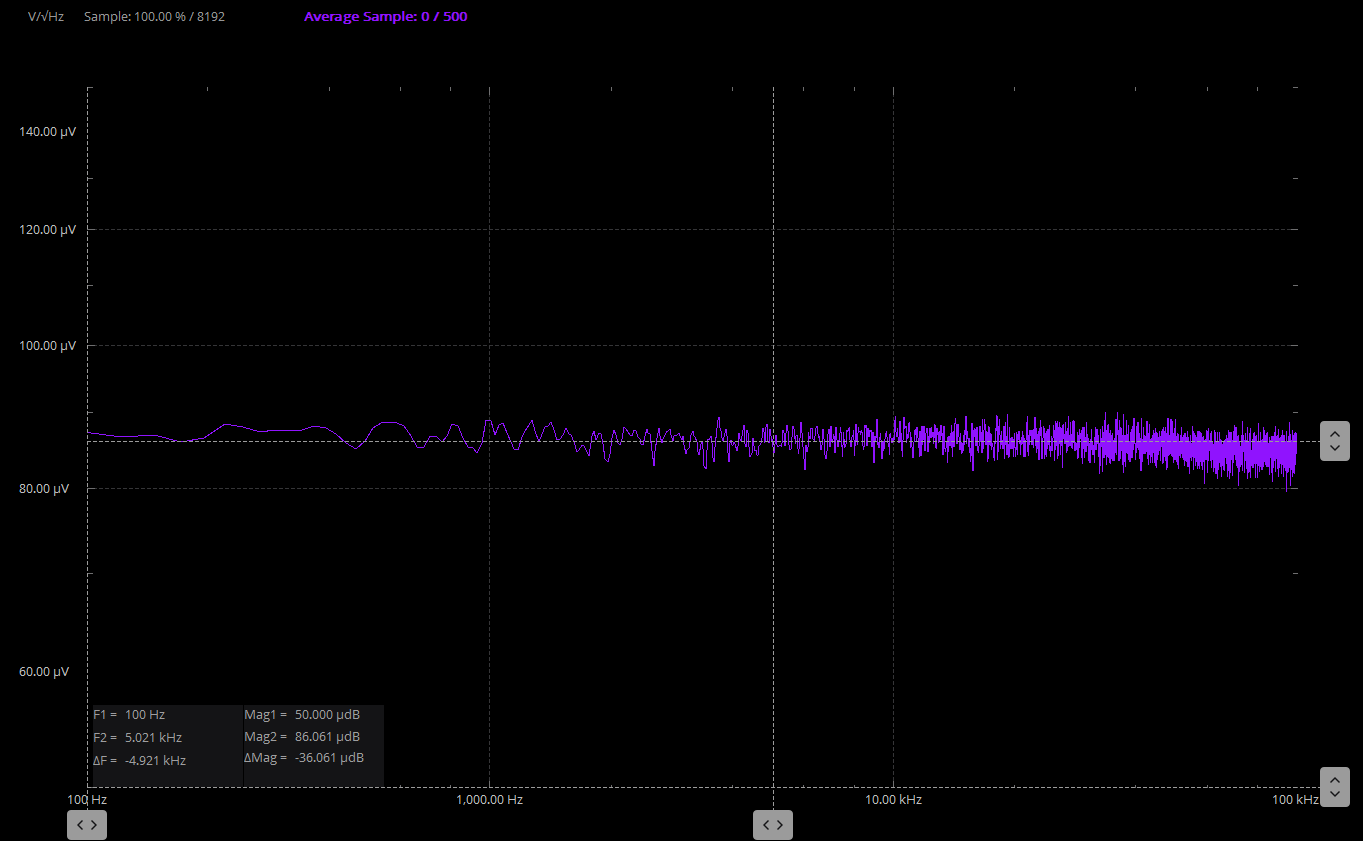 V/√Hz Sample: 100.00 % / 8192 Average Sample: 0 / 500
140.00 µV
120.00 µV
100.00 µV
80.00 µV
60.00 µV
F1 = 100 Hz Mag1 = 50.000 µdB
F2 = 5.021 kHz Mag2 = 86.061 µdB
ΔF = -4.921 kHz ΔMag = -36.061 µdB
100 Hz 1,000.00 Hz 10.00 kHz 100 kHz